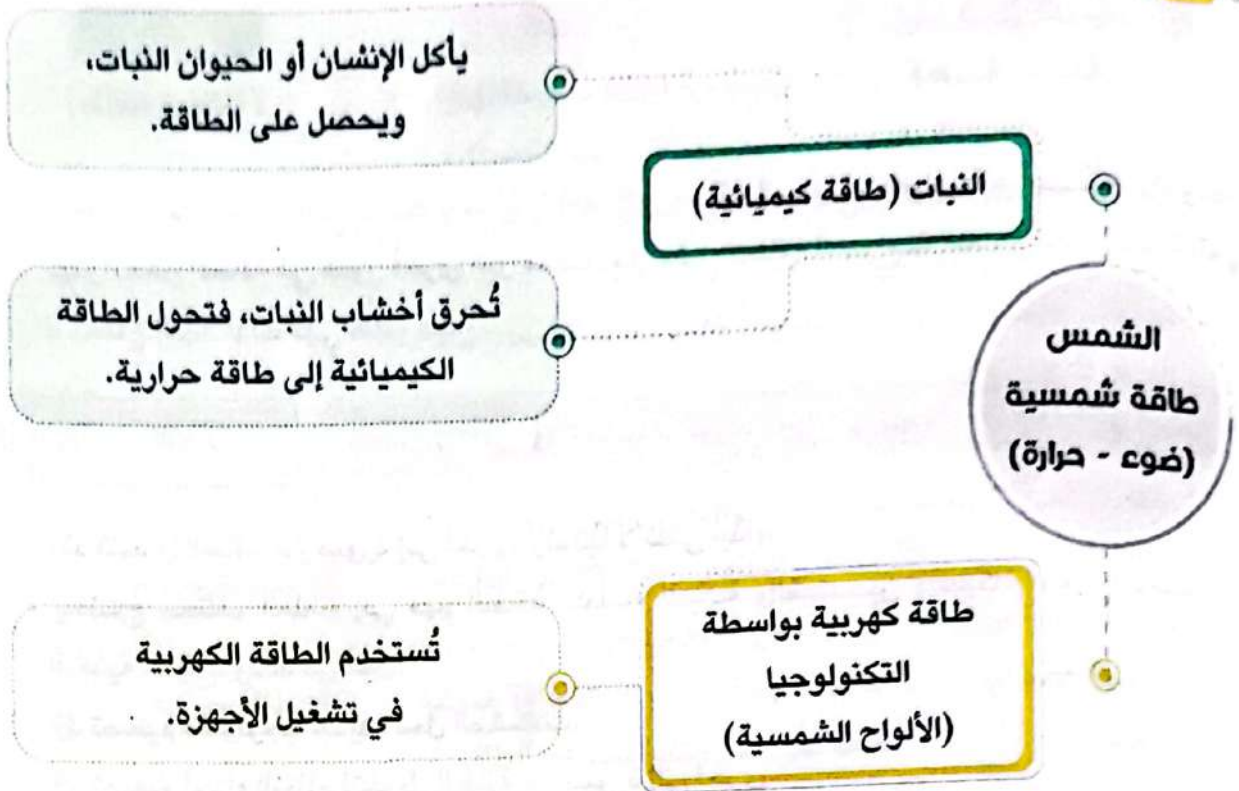 الشمس
طاقة شمسية
(ضوء - حرارة)
النبات (طاقة كيميائية)
يأكل الإنسان أو الحيوان النبات،
ويحصل على الطاقة.
تُحرق أخشاب النبات، فتحول الطاقة
الكيميائية إلى طاقة حرارية.
طاقة كهربية بواسطة
التكنولوجيا
(الألواح الشمسية)
تُستخدم الطاقة الكهربية
في تشغيل الأجهزة.